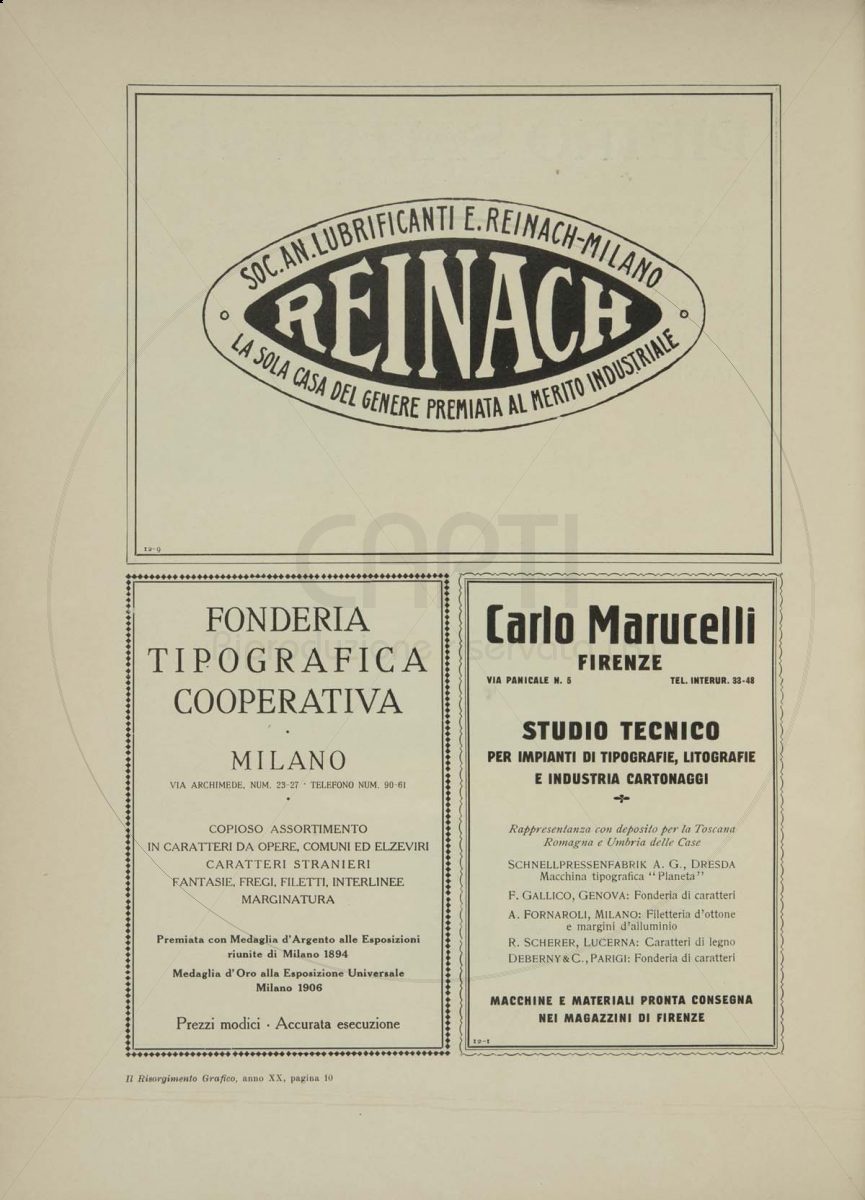 SOC.AN.LUBRIFICANTI E.REINACH-MILANO
REINACH
LA SOLA CASA DEL GENERE PREMIATA AL MERITO INDUSTRIALE
12-9
CARTI
FONDERIA
TIPOGRAFICA
COOPERATIVA
MILANO
VIA ARCHIMEDE, NUM. 23-27 · TELEFONO NUM. 90-61
COPIOSO ASSORTIMENTO
IN CARATTERI DA OPERE, COMUNI ED ELZEVIRI
CARATTERI STRANIERI
FANTASIE, FREGI, FILETTI, INTERLINEE
MARGINATURA
Premiata con Medaglia d'Argento alle Esposizioni
riunite di Milano 1894
Medaglia d'Oro alla Esposizione Universale
Milano 1906
Prezzi modici · Accurata esecuzione
Carlo Marucelli
FIRENZE
VIA PANICALE N. 5 TEL. INTERUR. 33-48
STUDIO TECNICO
PER IMPIANTI DI TIPOGRAFIE, LITOGRAFIE
E INDUSTRIA CARTONAGGI
Rappresentanza con deposito per la Toscana
Romagna e Umbria delle Case
SCHNELLPRESSENFABRIK A. G., DRESDA
Macchina tipografica "Planeta"
F. GALLICO, GENOVA: Fonderia di caratteri
A. FORNAROLI, MILANO: Filetteria d'ottone
e margini d'alluminio
R. SCHERER, LUCERNA: Caratteri di legno
DEBERNY & C., PARIGI: Fonderia di caratteri
MACCHINE E MATERIALI PRONTA CONSEGNA
NEI MAGAZZINI DI FIRENZE
12-1
Il Risorgimento Grafico, anno XX, pagina 10